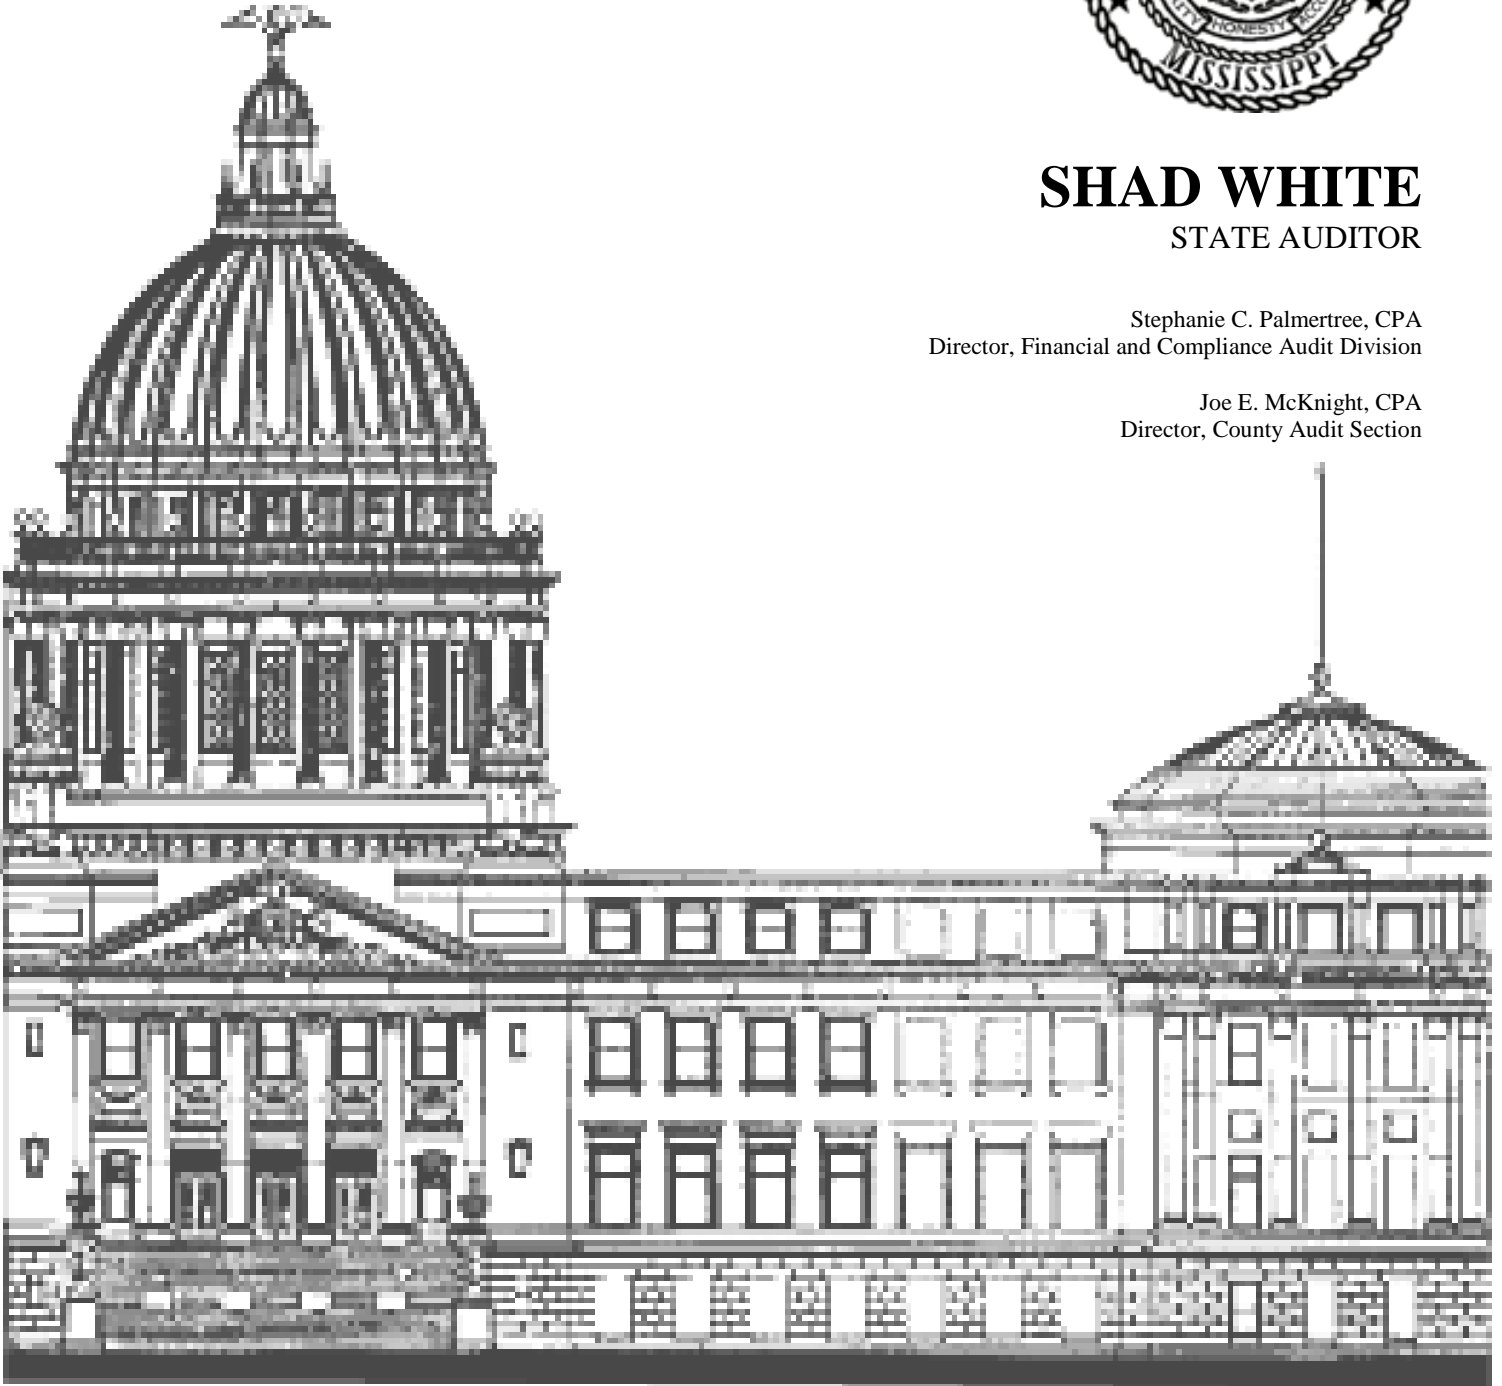 HONESTY
MISSISSIPPI
SHAD WHITE
STATE AUDITOR
Stephanie C. Palmertree, CPA
Director, Financial and Compliance Audit Division
Joe E. McKnight, CPA
Director, County Audit Section